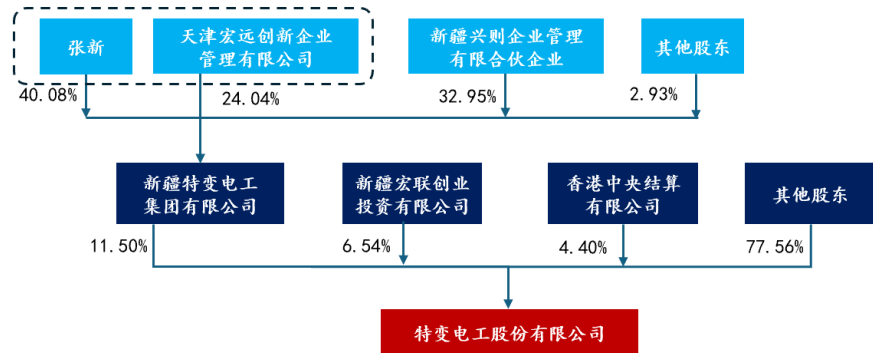 张新
天津宏远创新企业
管理有限公司
新疆兴则企业管理
有限合伙企业
其他股东
40.08%
24.04%
32.95%
2.93%
新疆特变电工
集团有限公司
新疆宏联创业
投资有限公司
香港中央结算
有限公司
其他股东
11.50%
6.54%
4.40%
77.56%
特变电工股份有限公司